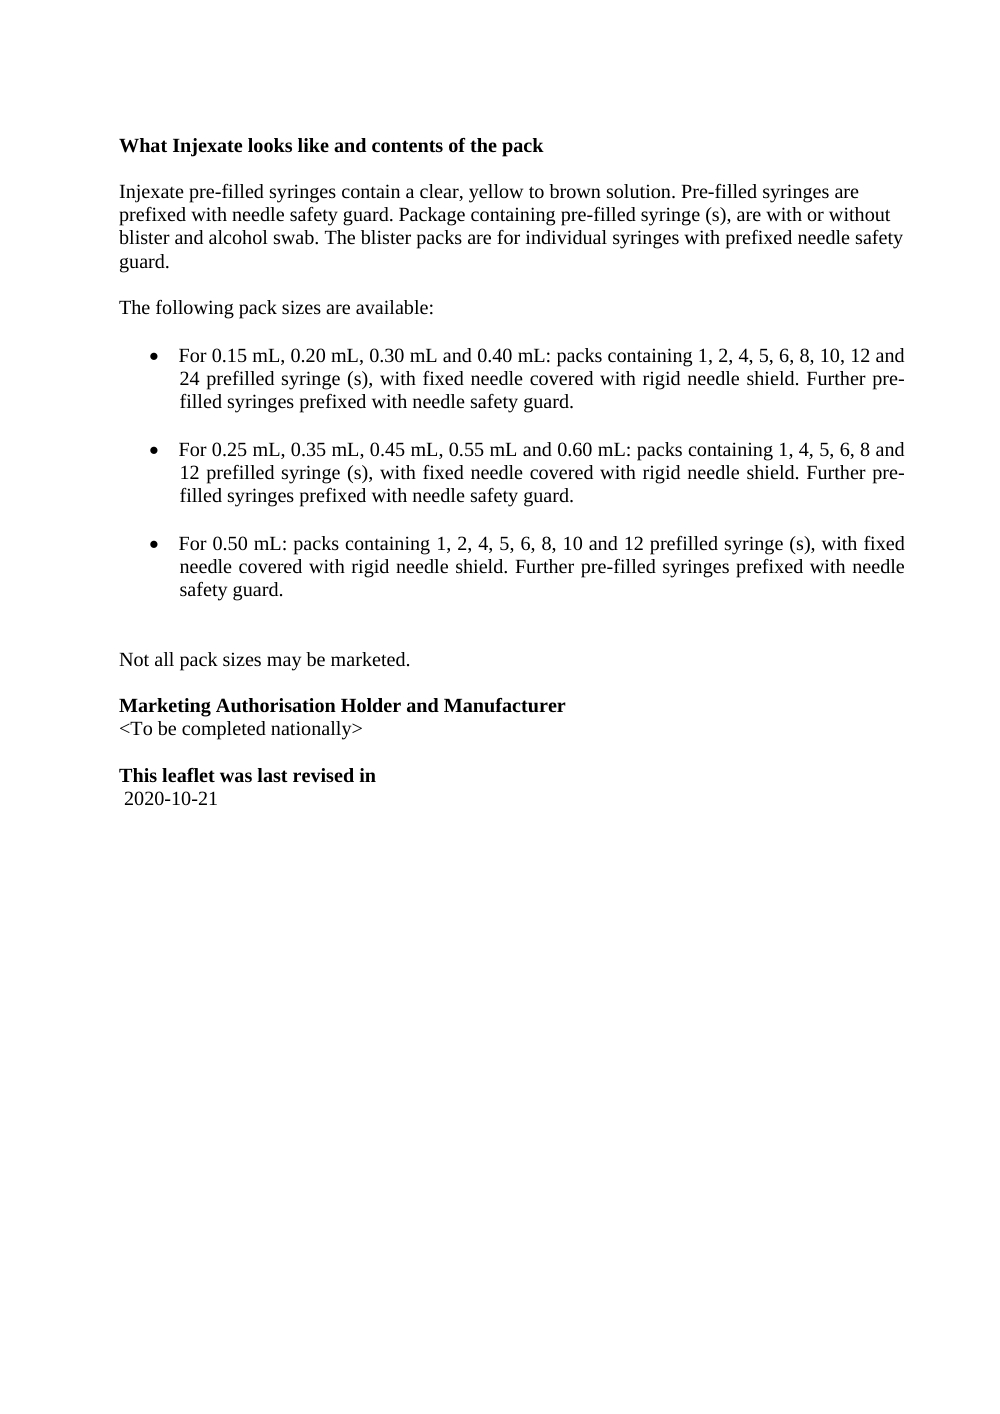 What Injexate looks like and contents of the pack
Injexate pre-filled syringes contain a clear, yellow to brown solution. Pre-filled syringes are
prefixed with needle safety guard. Package containing pre-filled syringe (s), are with or without
blister and alcohol swab. The blister packs are for individual syringes with prefixed needle safety
guard.
The following pack sizes are available:
• For 0.15 mL, 0.20 mL, 0.30 mL and 0.40 mL: packs containing 1, 2, 4, 5, 6, 8, 10, 12 and
24 prefilled syringe (s), with fixed needle covered with rigid needle shield. Further pre-
filled syringes prefixed with needle safety guard.
• For 0.25 mL, 0.35 mL, 0.45 mL, 0.55 mL and 0.60 mL: packs containing 1, 4, 5, 6, 8 and
12 prefilled syringe (s), with fixed needle covered with rigid needle shield. Further pre-
filled syringes prefixed with needle safety guard.
• For 0.50 mL: packs containing 1, 2, 4, 5, 6, 8, 10 and 12 prefilled syringe (s), with fixed
needle covered with rigid needle shield. Further pre-filled syringes prefixed with needle
safety guard.
Not all pack sizes may be marketed.
Marketing Authorisation Holder and Manufacturer
<To be completed nationally>
This leaflet was last revised in
2020-10-21